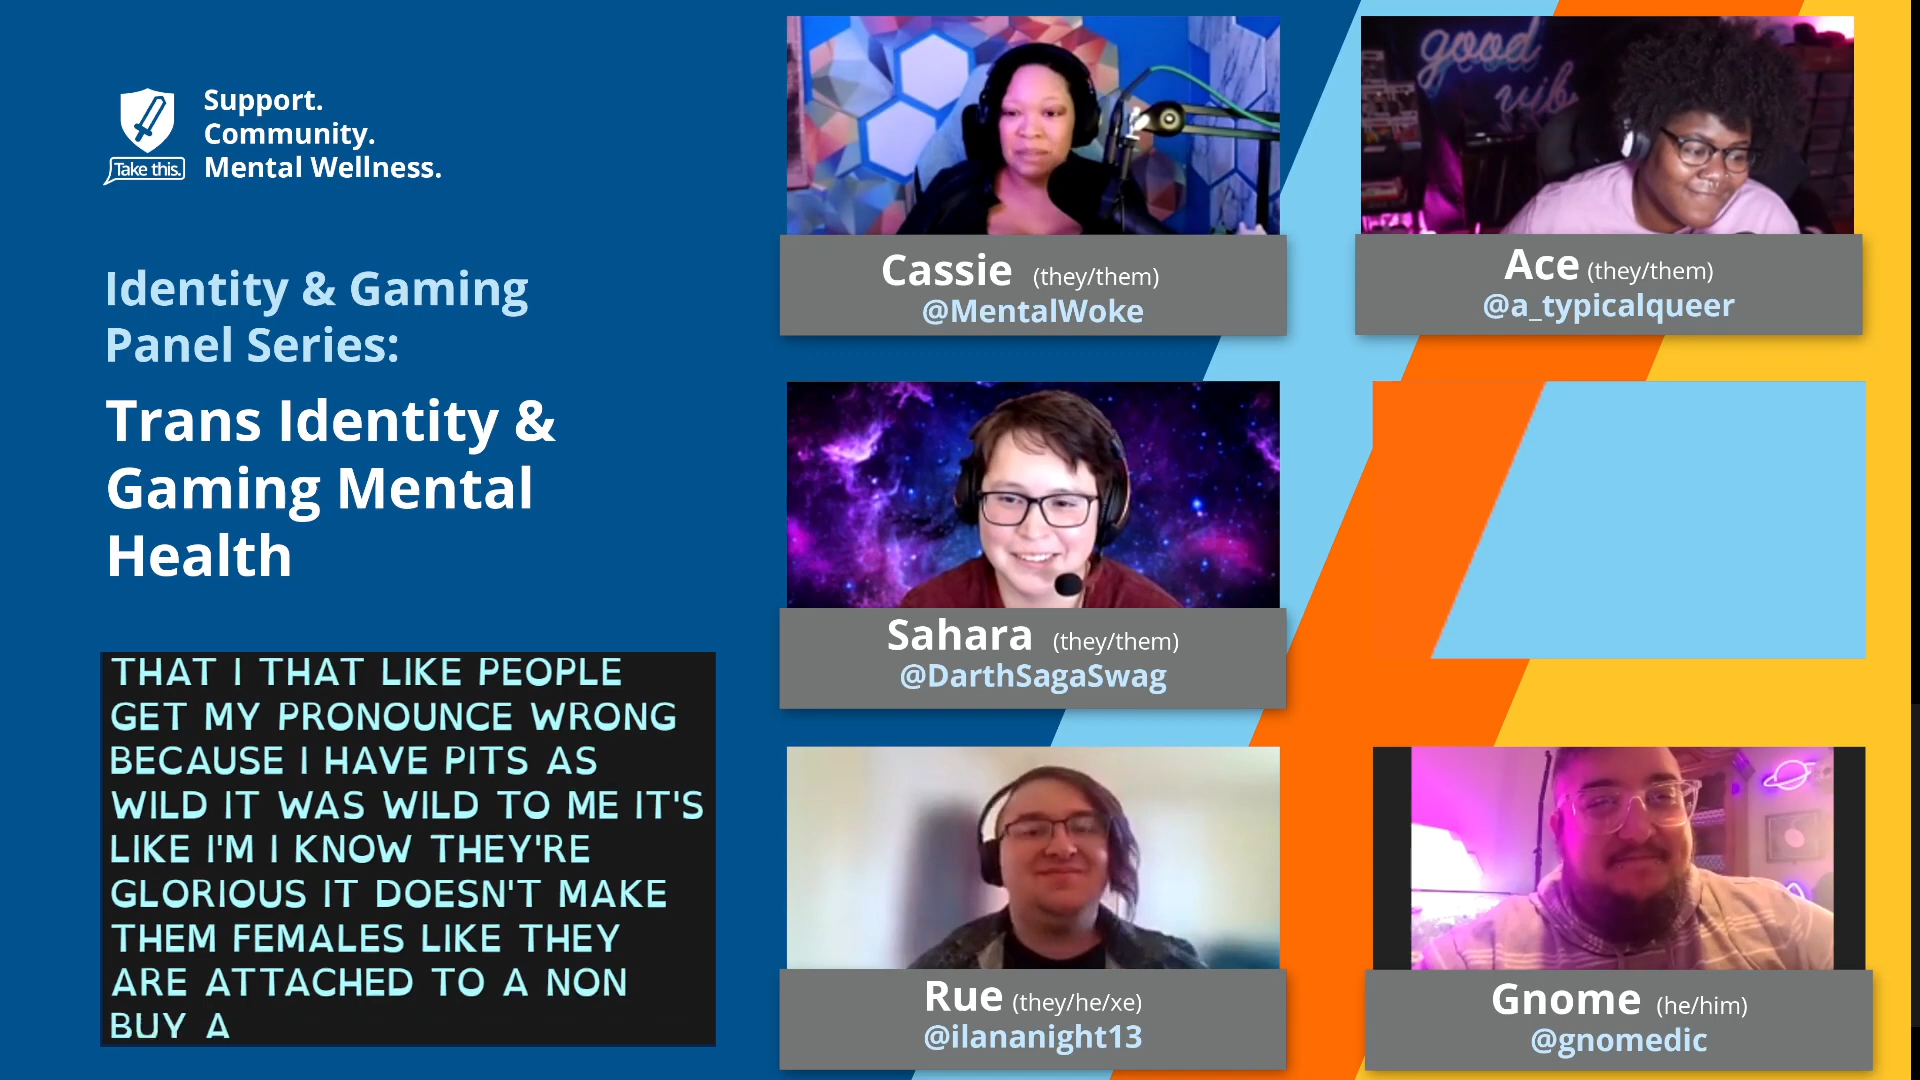 Support.
Community.
Mental Wellness.
Take this.
Identity & Gaming
Panel Series:
Trans Identity &
Gaming Mental
Health
THAT I THAT LIKE PEOPLE
GET MY PRONOUNCE WRONG
BECAUSE I HAVE PITS AS
WILD IT WAS WILD TO ME IT'S
LIKE I'M I KNOW THEY'RE
GLORIOUS IT DOESN'T MAKE
THEM FEMALES LIKE THEY
ARE ATTACHED TO A NON
BUY A
Cassie (they/them)
@MentalWoke
good
vib
Ace (they/them)
@a_typicalqueer
Sahara (they/them)
@DarthSagaSwag
Rue (they/he/xe)
@ilananight13
Gnome (he/him)
@gnomedic